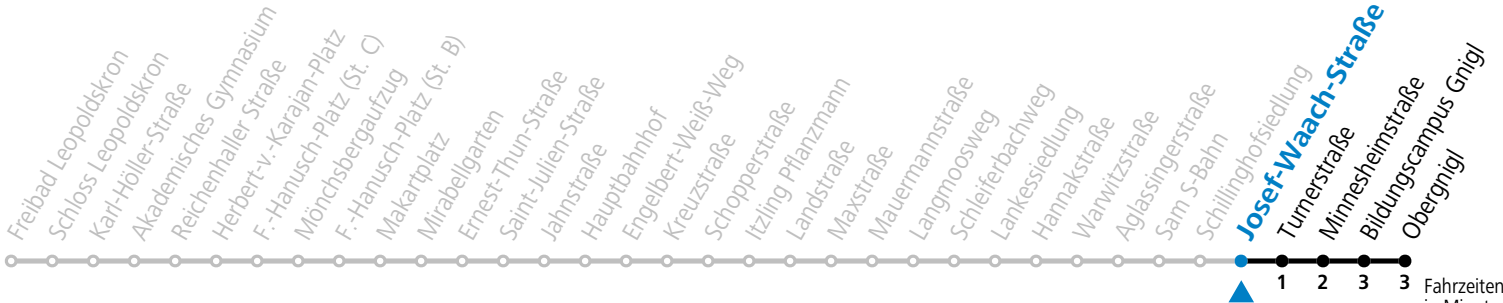 Freibad Leopoldskron
Schloss Leopoldskron
Karl-Höller-Straße
Akademisches Gymnasium
Reichenhaller Straße
Herbert-v.-Karajan-Platz
F.-Hanusch-Platz (St. C)
Mönchsbergaufzug
F.-Hanusch-Platz (St. B)
Makartplatz
Mirabellgarten
Ernest-Thun-Straße
Saint-Julien-Straße
Jahnstraße
Hauptbahnhof
Engelbert-Weiß-Weg
Kreuzstraße
Schopperstraße
Itzling Pflanzmann
Landstraße
Maxstraße
Mauermannstraße
Langmoosweg
Schleiferbachweg
Lankessiedlung
Hannakstraße
Warwitzstraße
Aglassingerstraße
Sam S-Bahn
Schillinghofsiedlung
Josef-Waach-Straße
Turnerstraße
Minnesheimstraße
Bildungscampus Gnigl
Obergnigl
1 2 3 3 Fahrzeiten